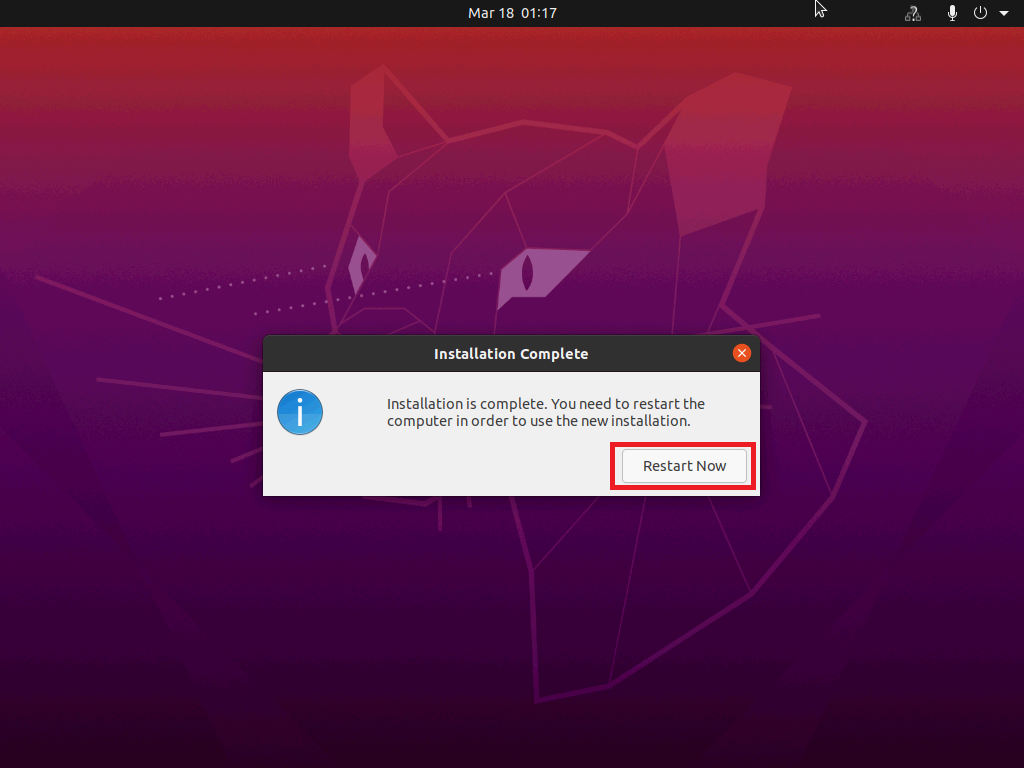 Mar 18 01:17
Installation Complete
Installation is complete. You need to restart the
computer in order to use the new installation.
Restart Now